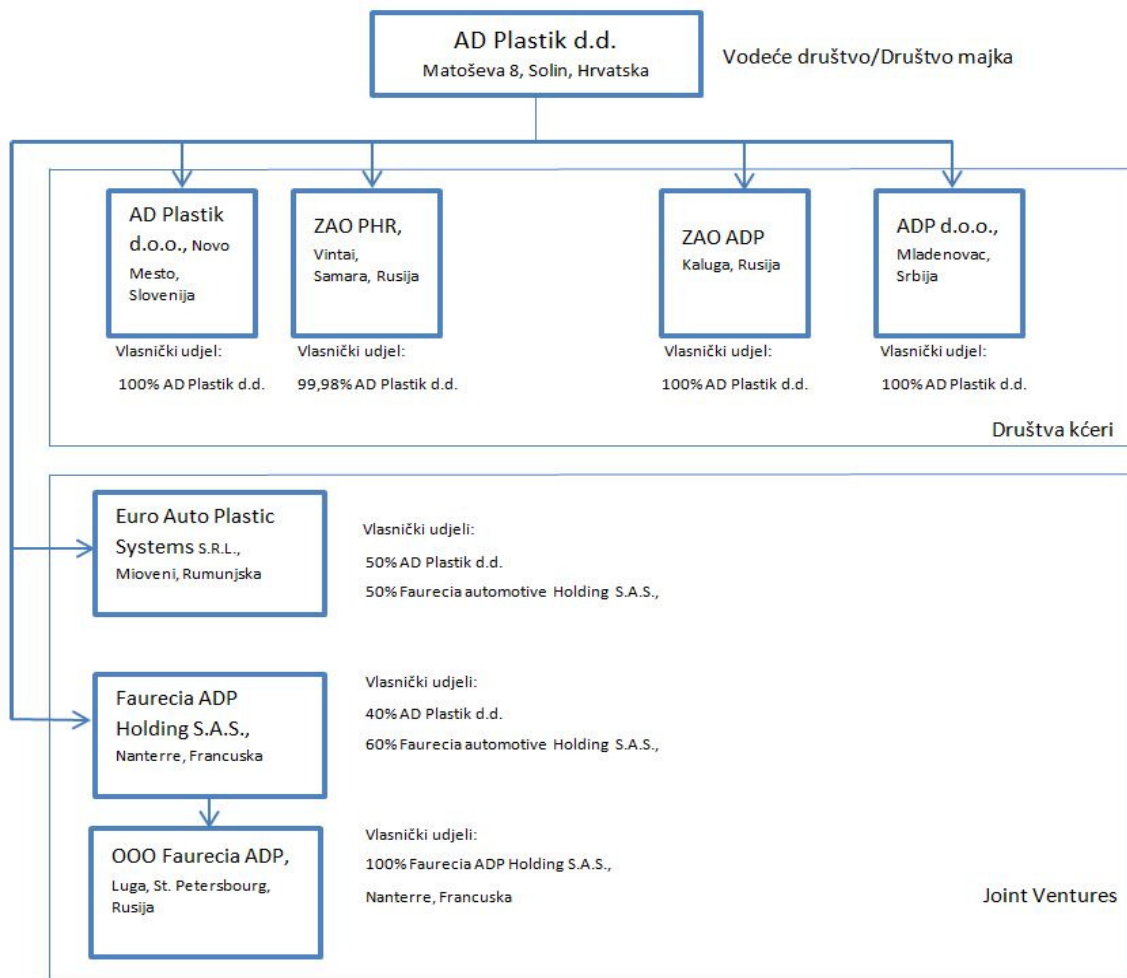 AD Plastik d.d.
Matoševa 8, Solin, Hrvatska
Vodeće društvo/Društvo majka
AD Plastik
d.o.o., Novo
Mesto,
Slovenija
Vlasnički udjel:
100% AD Plastik d.d.
ZAO PHR,
Vintai,
Samara, Rusija
Vlasnički udjel:
99,98% AD Plastik d.d.
ZAO ADP
Kaluga, Rusija
Vlasnički udjel:
100% AD Plastik d.d.
ADP d.o.o.,
Mladenovac,
Srbija
Vlasnički udjel:
100% AD Plastik d.d.
Društva kćeri
Euro Auto Plastic
Systems S.R.L.,
Mioveni, Rumunjska
Vlasnički udjeli:
50% AD Plastik d.d.
50% Faurecia automotive Holding S.A.S.,
Faurecia ADP
Holding S.A.S.,
Nanterre, Francuska
Vlasnički udjeli:
40% AD Plastik d.d.
60% Faurecia automotive Holding S.A.S.,
OOO Faurecia ADP,
Luga, St. Petersbourg,
Rusija
Vlasnički udjeli:
100% Faurecia ADP Holding S.A.S.,
Nanterre, Francuska
Joint Ventures